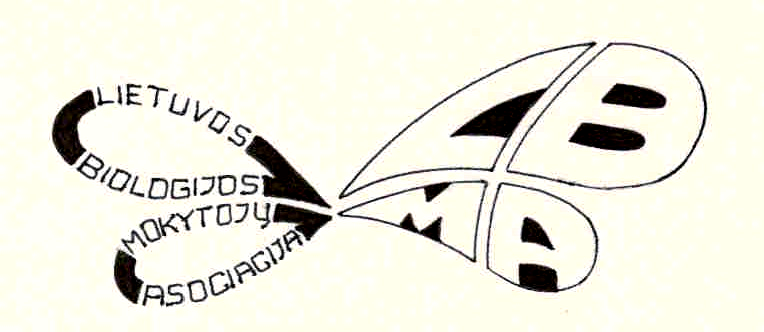 LIETUVOS
BIOLOGIJOS
MOKYTOJŲ
ASOCIACIJA
LB
MA